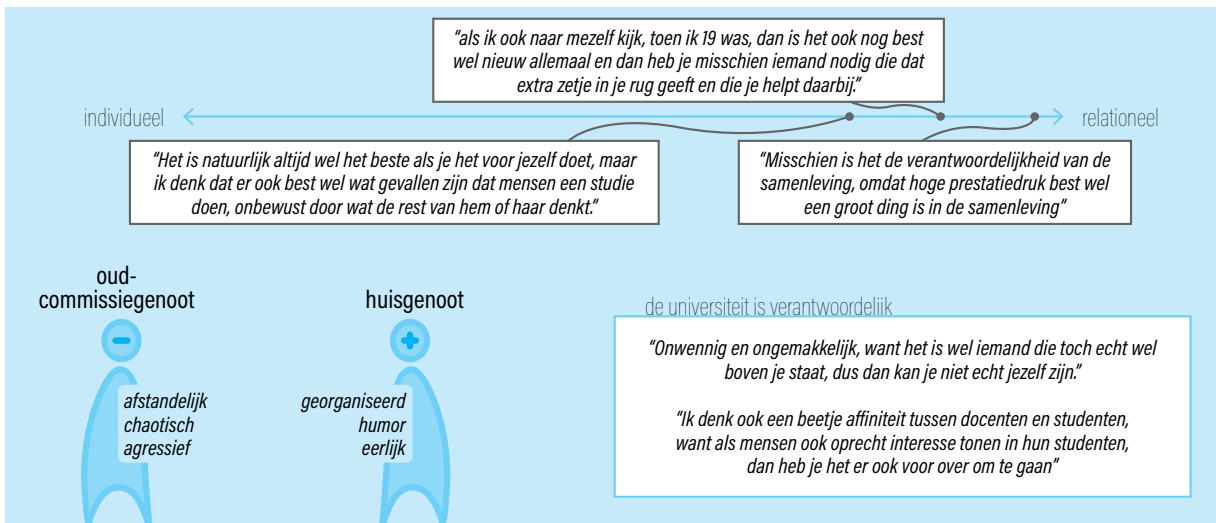 "als ik ook naar mezelf kijk, toen ik 19 was, dan is het ook nog best
wel nieuw allemaal en dan heb je misschien iemand nodig die dat
extra zetje in je rug geeft en die je helpt daarbij."
individueel
relationeel
"Het is natuurlijk altijd wel het beste als je het voor jezelf doet, maar
ik denk dat er ook best wel wat gevallen zijn dat mensen een studie
doen, onbewust door wat de rest van hem of haar denkt."
"Misschien is het de verantwoordelijkheid van de
samenleving, omdat hoge prestatiedruk best wel
een groot ding is in de samenleving"
oud-
commissiegenoot
afstandelijk
chaotisch
agressief
huisgenoot
georganiseerd
humor
eerlijk
de universiteit is verantwoordelijk
"Onwennig en ongemakkelijk, want het is wel iemand die toch echt wel
boven je staat, dus dan kan je niet echt jezelf zijn."
"Ik denk ook een beetje affiniteit tussen docenten en studenten,
want als mensen ook oprecht interesse tonen in hun studenten,
dan heb je het er ook voor over om te gaan"